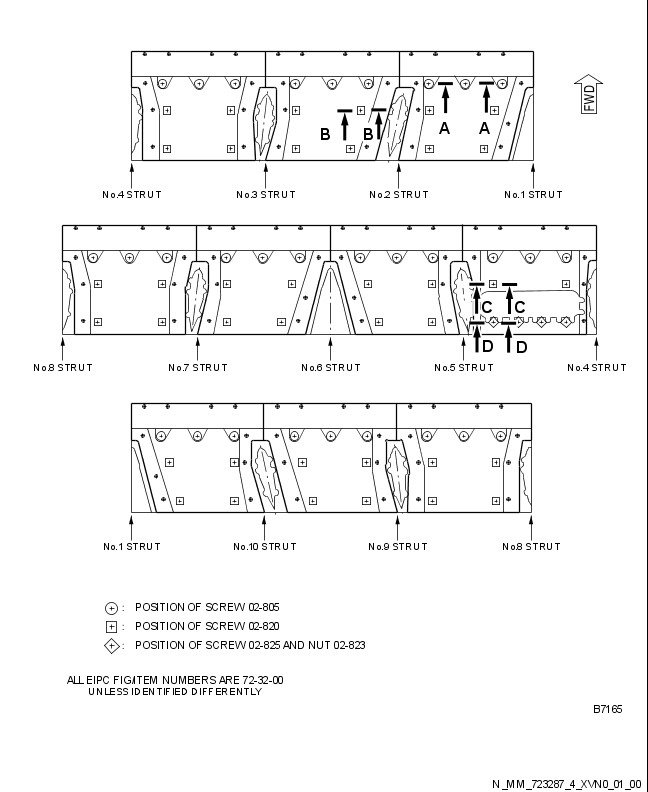 FWD
B B A A
No.4 STRUT No.3 STRUT No.2 STRUT No.1 STRUT
C C
D D
No.8 STRUT No.7 STRUT No.6 STRUT No.5 STRUT No.4 STRUT
No.1 STRUT No.10 STRUT No.9 STRUT No.8 STRUT
: POSITION OF SCREW 02-805
: POSITION OF SCREW 02-820
: POSITION OF SCREW 02-825 AND NUT 02-823
ALL EIPC FIG/ITEM NUMBERS ARE 72-32-00
UNLESS IDENTIFIED DIFFERENTLY
B7165
N_MM_723287_4_XVN0_01_00